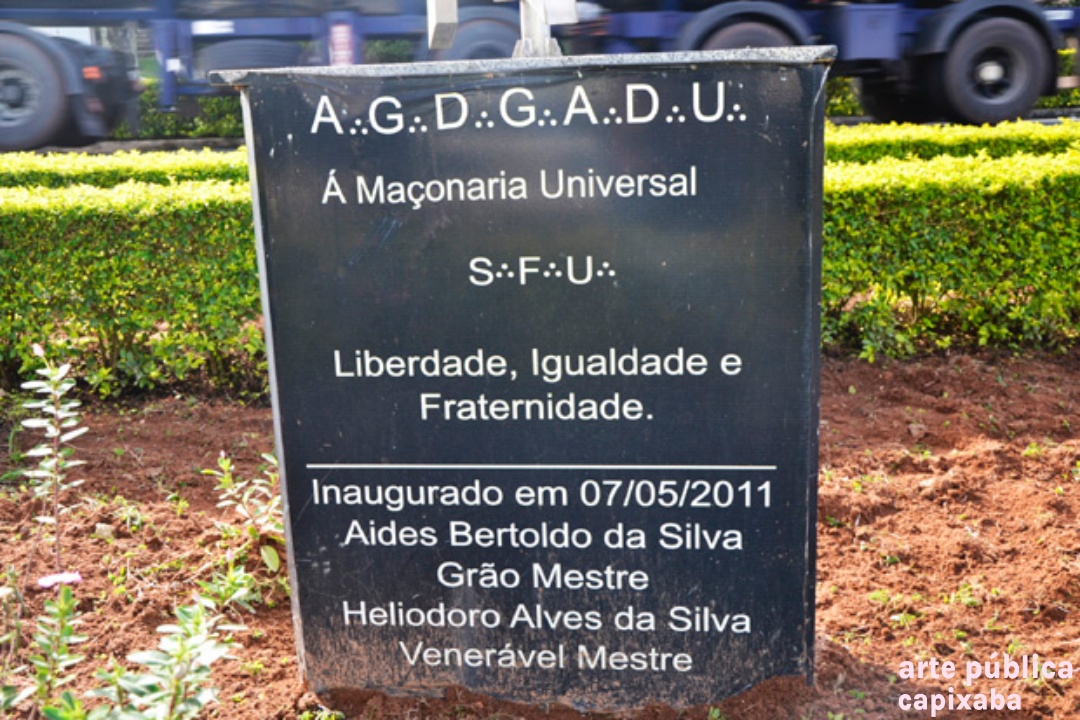 A∴G∴D∴G∴A∴D∴U∴
Á Maçonaria Universal
S∴F∴U∴
Liberdade, Igualdade e
Fraternidade.
Inaugurado em 07/05/2011
Aides Bertoldo da Silva
Grão Mestre
Heliodoro Alves da Silva
Venerável Mestre
arte pública
capixaba